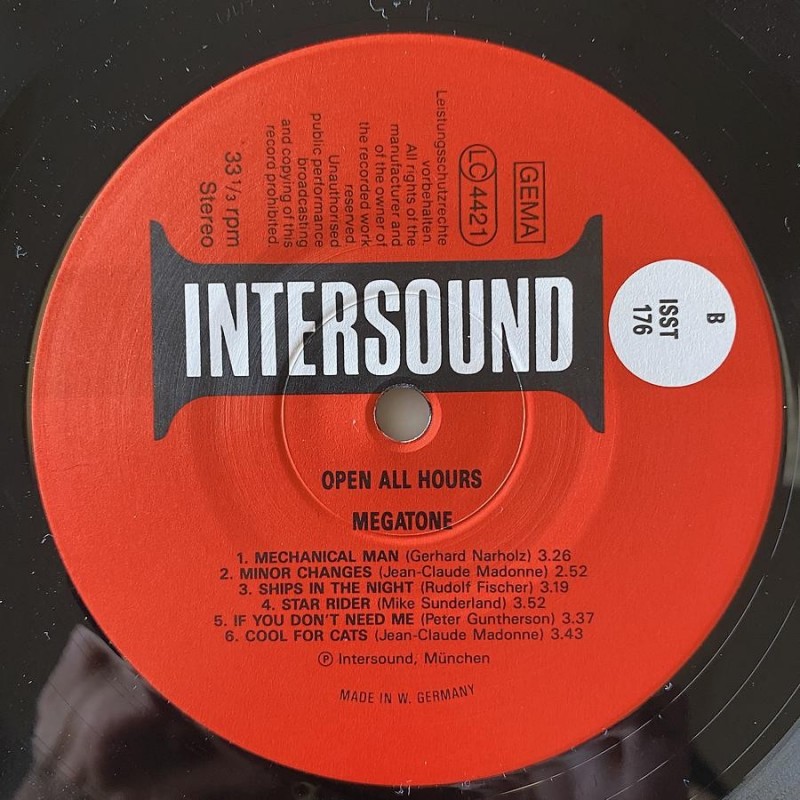 GEMA
LC 4421
Leistungsschutzrechte
vorbehalten.
All rights of the
manufacturer and
of the owner of
the recorded work
reserved.
Unauthorised
public performance
broadcasting
and copying of this
record prohibited.
33 1/3 rpm
Stereo
INTERSOUND
B
ISST
176
OPEN ALL HOURS
MEGATONE
1. MECHANICAL MAN (Gerhard Narholz) 3.26
2. MINOR CHANGES (Jean-Claude Madonne) 2.52
3. SHIPS IN THE NIGHT (Rudolf Fischer) 3.19
4. STAR RIDER (Mike Sunderland) 3.52
5. IF YOU DON'T NEED ME (Peter Guntherson) 3.37
6. COOL FOR CATS (Jean-Claude Madonne) 3.43
℗ Intersound, München
MADE IN W. GERMANY